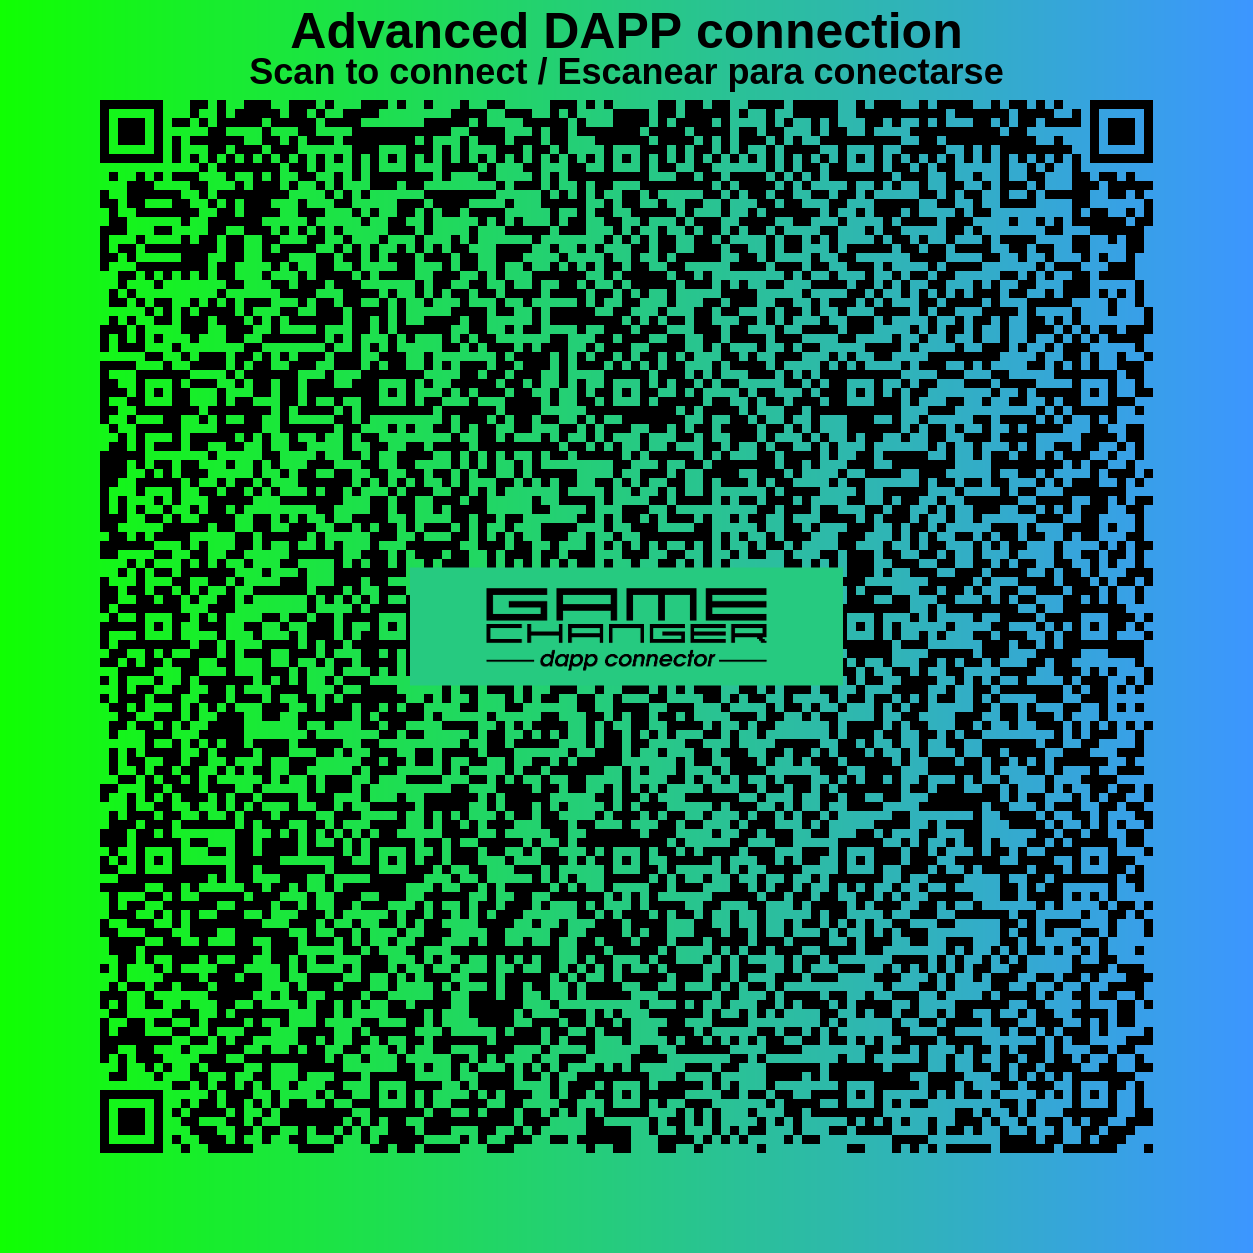 Advanced DAPP connection
Scan to connect / Escanear para conectarse
GAME
CHANGER
dapp connector